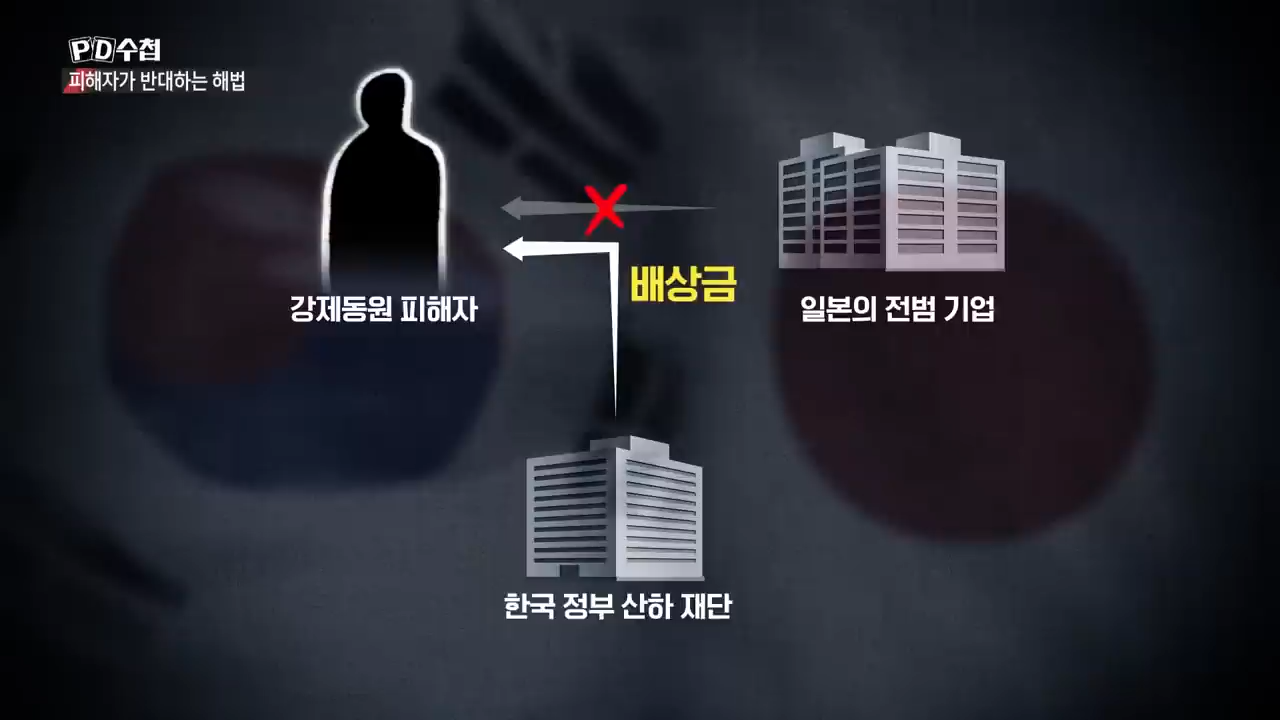 PD수첩
피해자가 반대하는 해법
배상금
강제동원 피해자
일본의 전범 기업
한국 정부 산하 재단